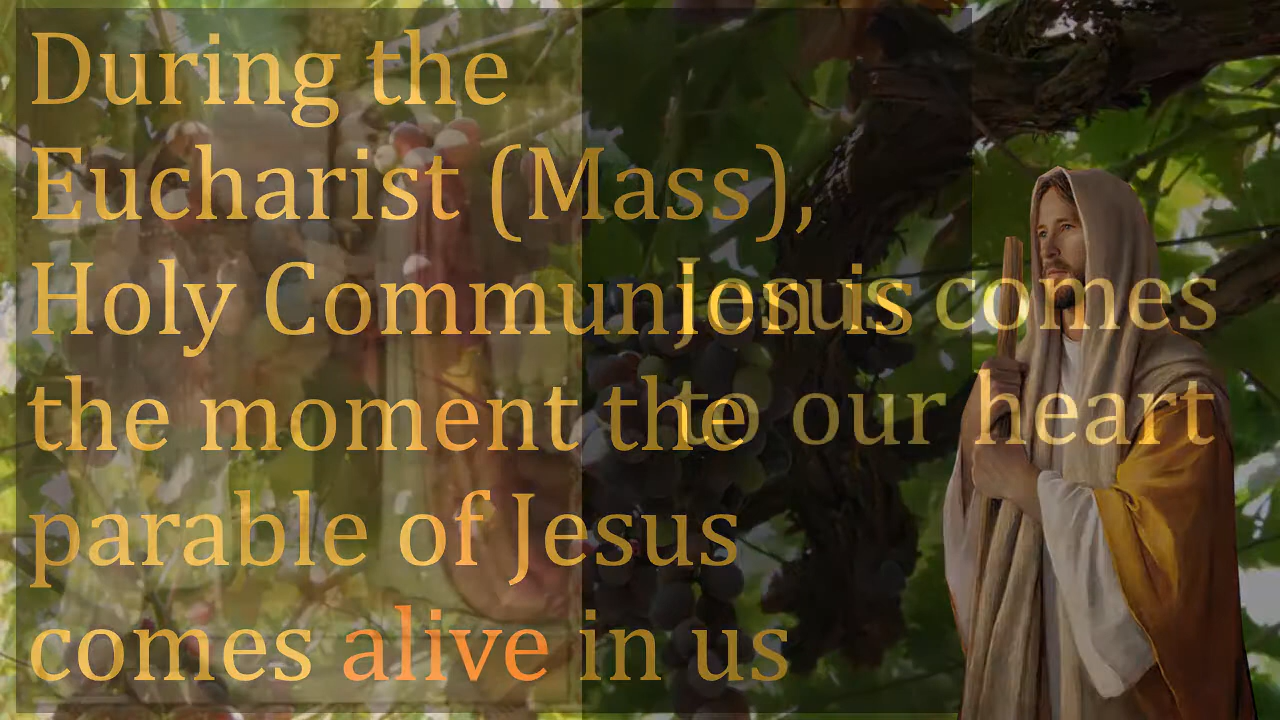 During the
Eucharist (Mass),
Holy Communion is
the moment the
parable of Jesus
comes alive in us
Jesus comes
to our heart